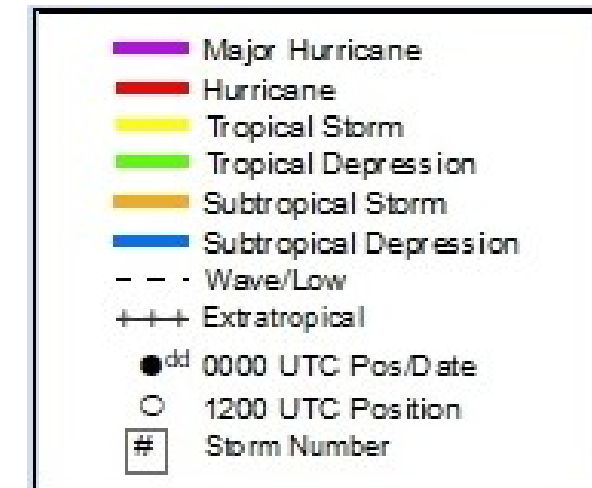 Major Hurricane
Hurricane
Tropical Storm
Tropical Depression
Subtropical Storm
Subtropical Depression
Wave/Low
Extratropical
dd 0000 UTC Pos/Date
1200 UTC Position
# Storm Number